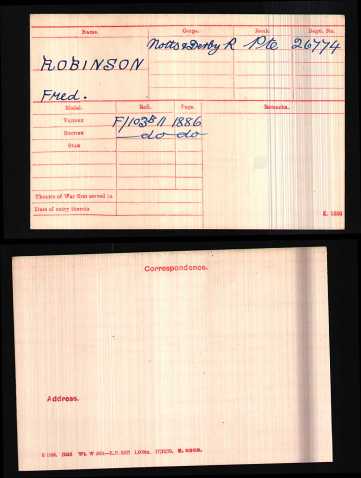 Name. Corps. Rank. Regtl. No.
Notts & Derby R Pte 26774
ROBINSON
Fred.
Medal. Roll. Page. Remarks.
Victory F/103B11 1886
British do do
Star
Theatre of War first served in
Date of entry therein
K. 1380
Correspondence.
Address.